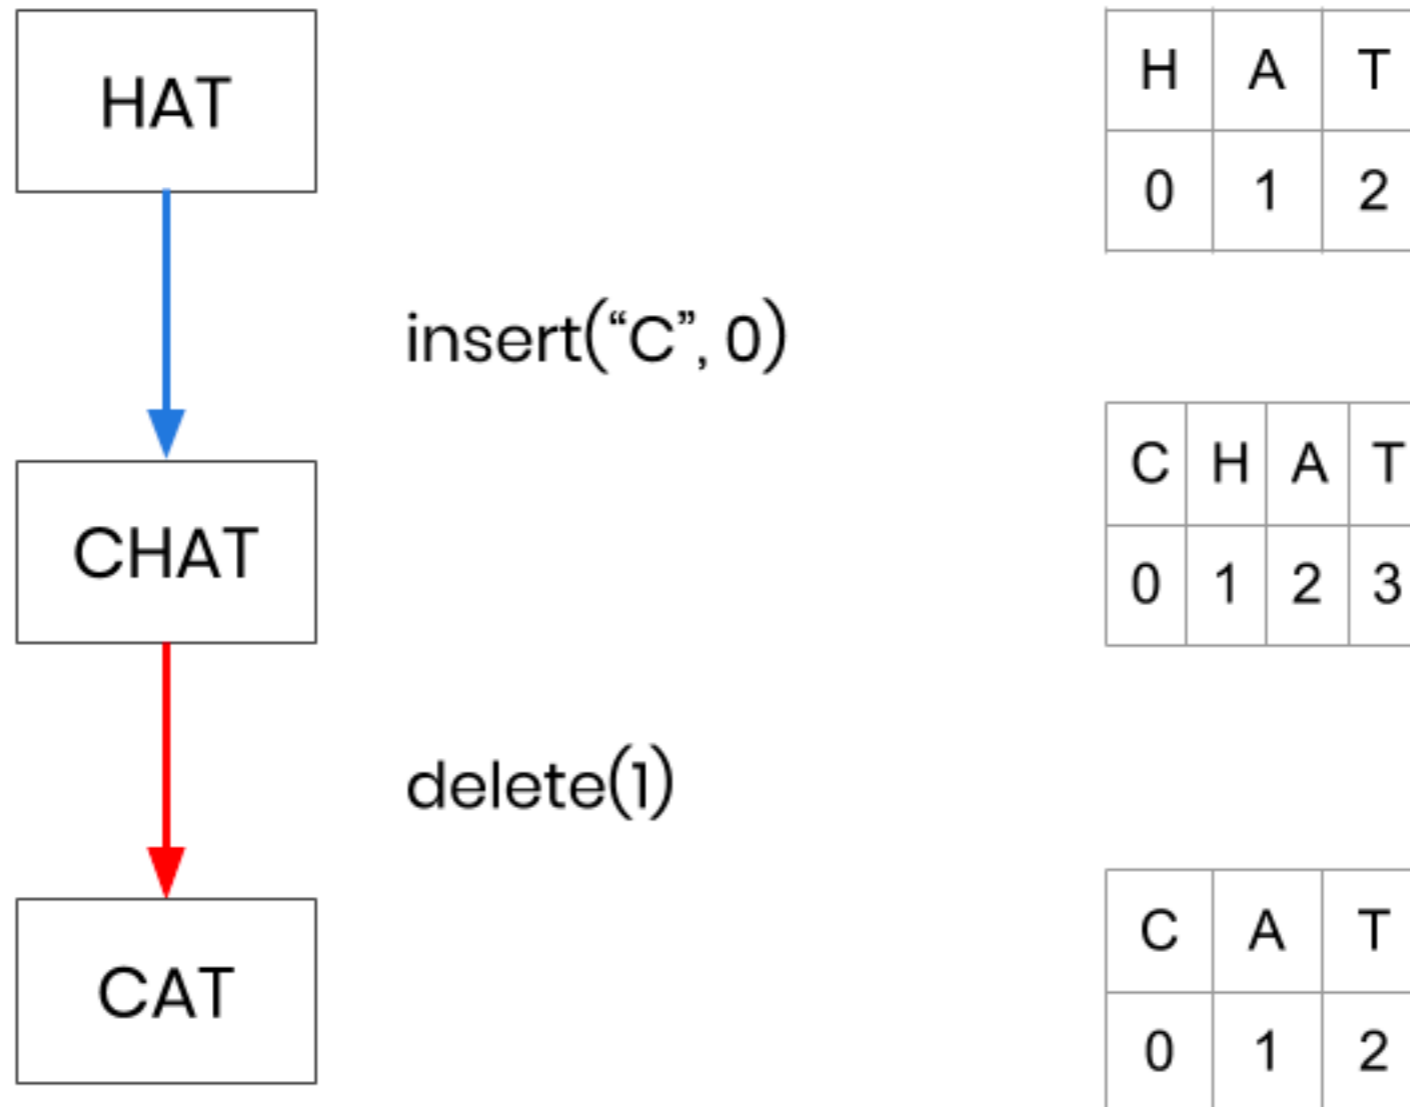 HAT
H A T
0 1 2
insert(“C”, 0)
CHAT
C H A T
0 1 2 3
delete(1)
CAT
C A T
0 1 2